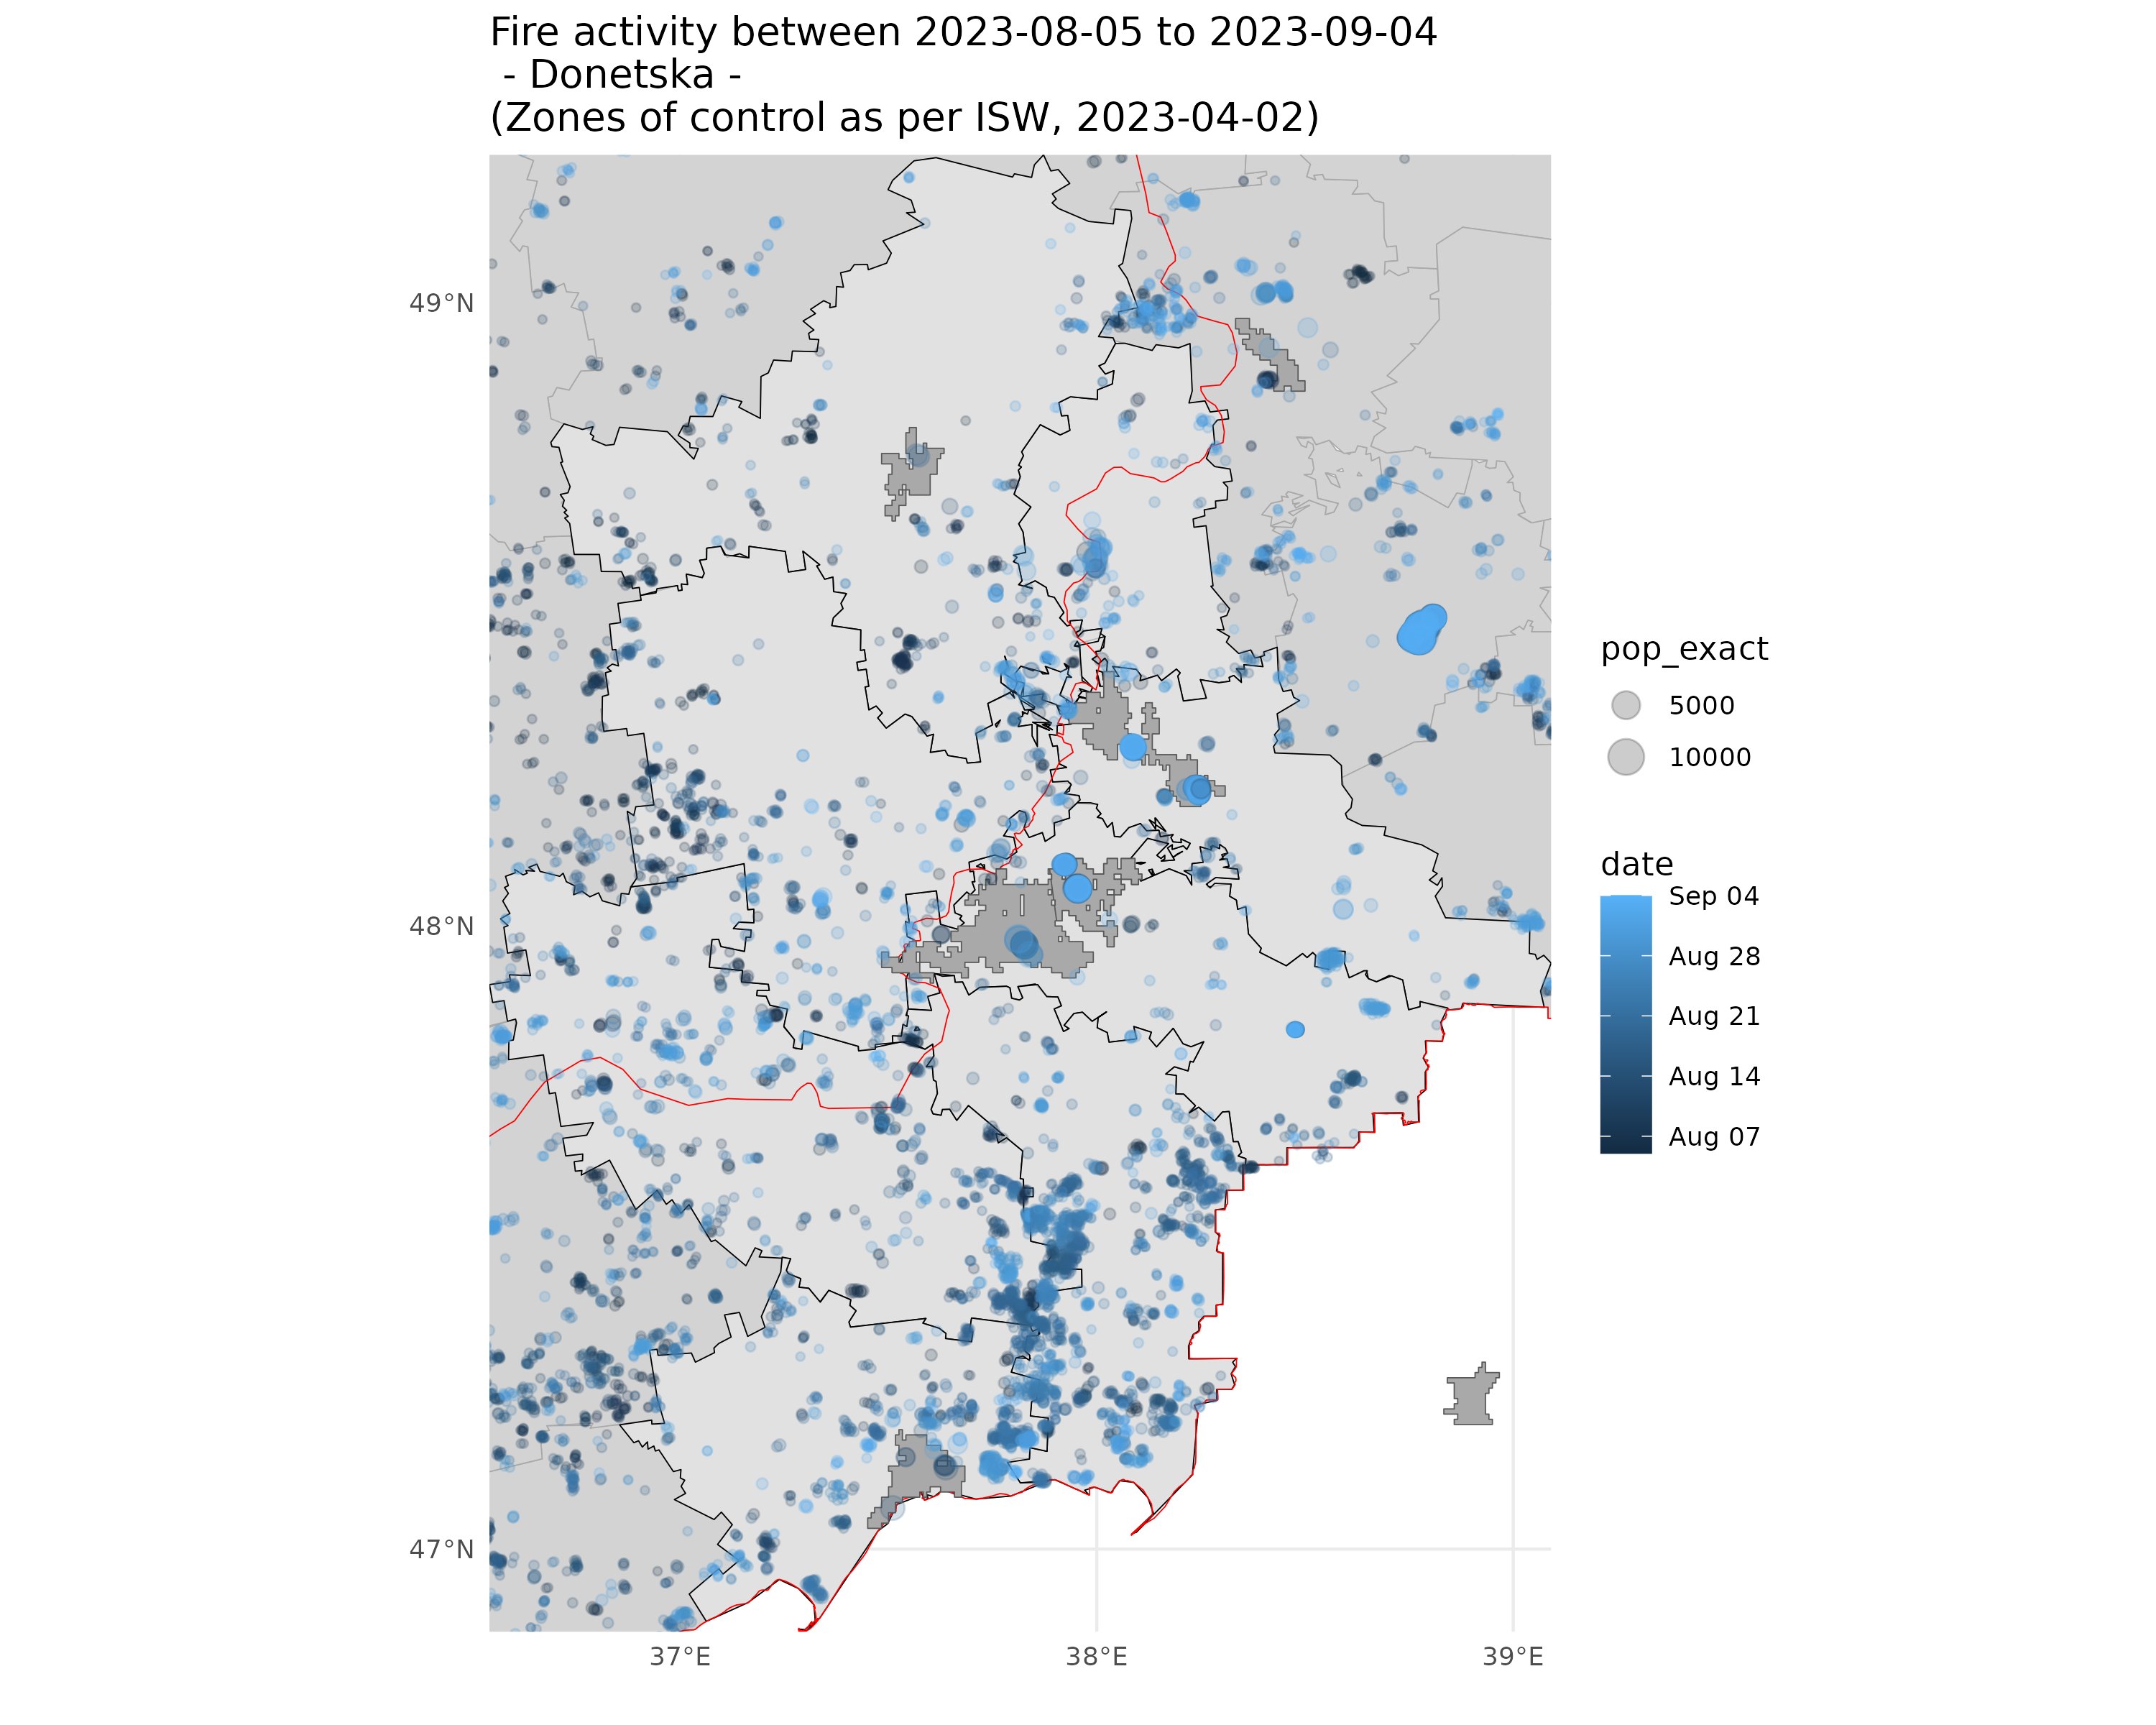 Fire activity between 2023-08-05 to 2023-09-04
- Donetska -
(Zones of control as per ISW, 2023-04-02)
49°N
48°N
47°N
37°E
38°E
39°E
pop_exact
5000
10000
date
Sep 04
Aug 28
Aug 21
Aug 14
Aug 07